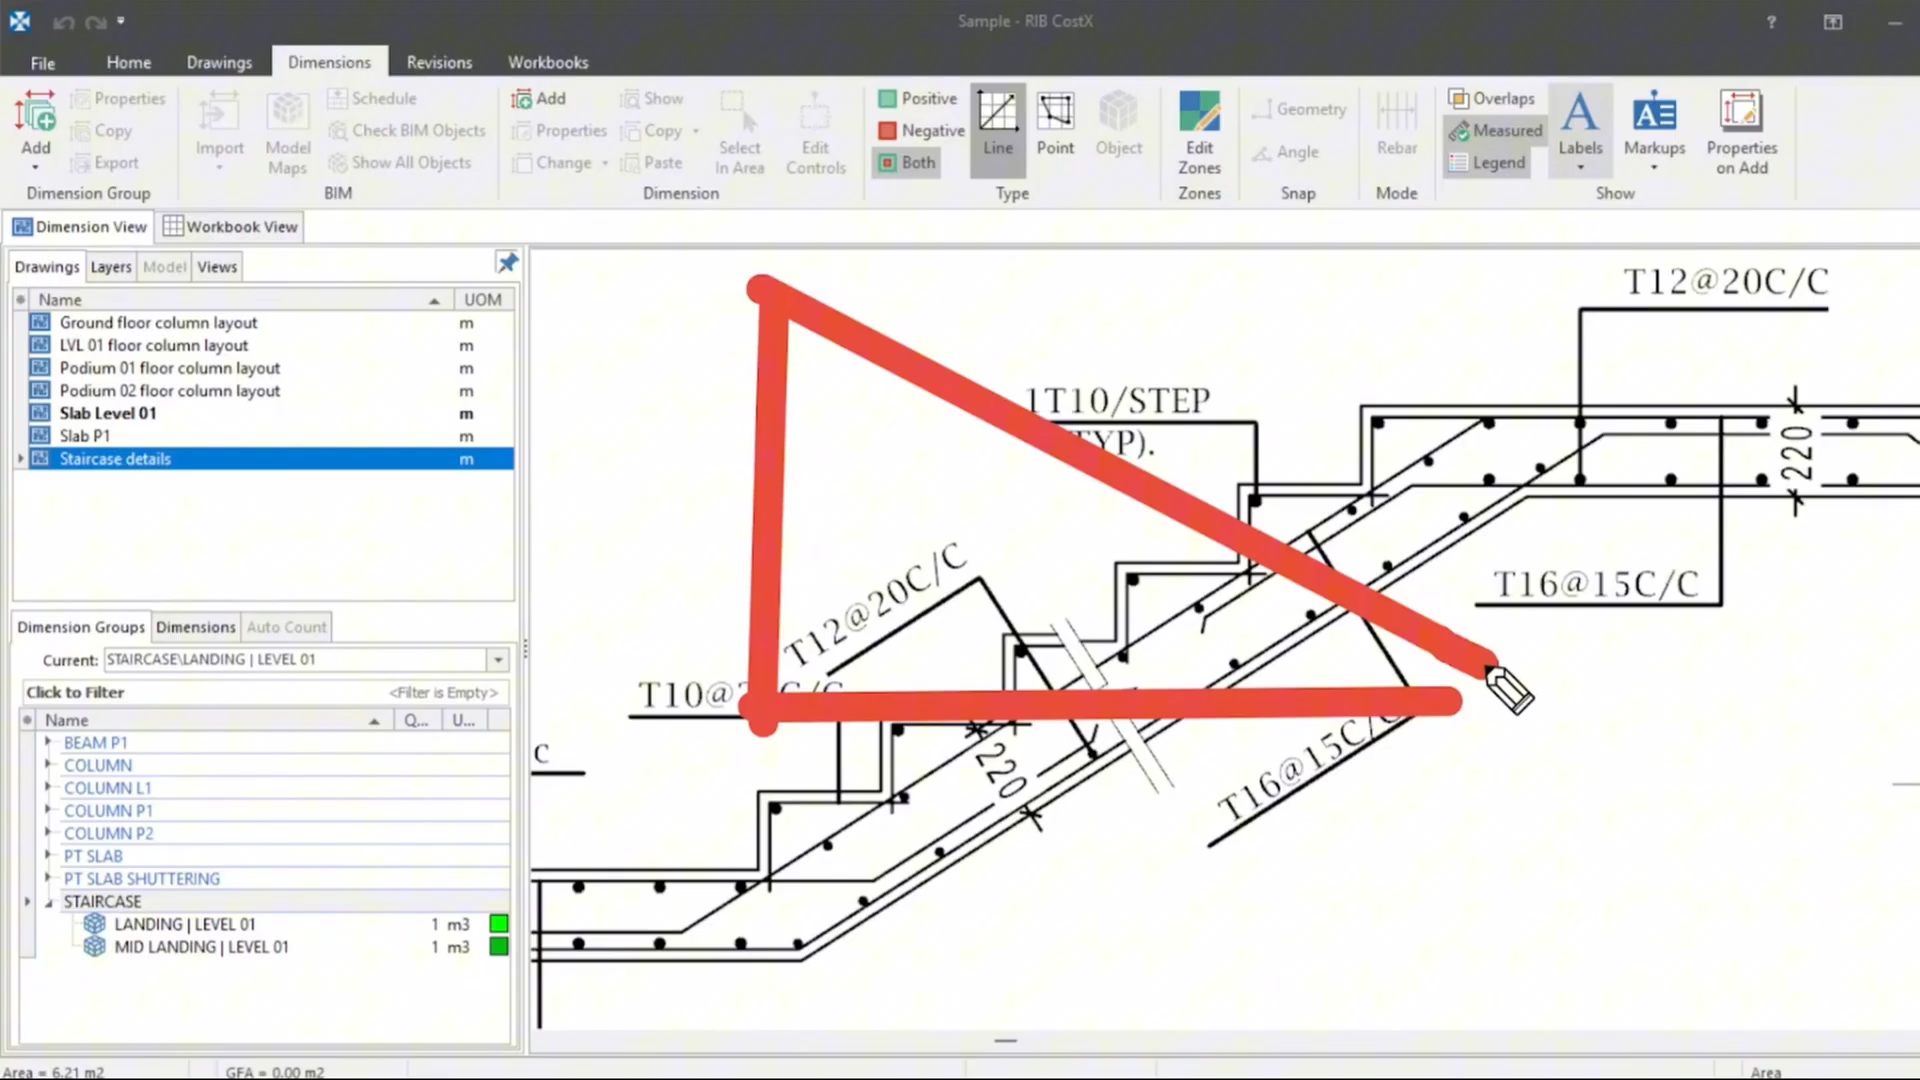 Sample - RIB CostX
?
File Home Drawings Dimensions Revisions Workbooks
Add
Properties
Copy
Export
Dimension Group
Import
Model Maps
Schedule
Check BIM Objects
Show All Objects
BIM
Add
Properties
Change
Show
Copy
Paste
Select In Area
Edit Controls
Dimension
Positive
Negative
Both
Line
Point
Object
Type
Edit Zones
Zones
Geometry
Angle
Snap
Rebar
Mode
Overlaps
Measured
Legend
Labels
Markups
Properties on Add
Show
Dimension View Workbook View
Drawings Layers Model Views
Name UOM
Ground floor column layout m
LVL 01 floor column layout m
Podium 01 floor column layout m
Podium 02 floor column layout m
Slab Level 01 m
Slab P1 m
Staircase details m
Dimension Groups Dimensions Auto Count
Current: STAIRCASE\LANDING | LEVEL 01
Click to Filter <Filter is Empty>
Name Q... U...
BEAM P1
COLUMN
COLUMN L1
COLUMN P1
COLUMN P2
PT SLAB
PT SLAB SHUTTERING
STAIRCASE
LANDING | LEVEL 01 1 m3
MID LANDING | LEVEL 01 1 m3
T12@20C/C
1T10/STEP
220
T16@15C/C
T12@20C/C
T10@
C
220
T16@15C/
Area = 6.21 m2 GFA = 0.00 m2 Area